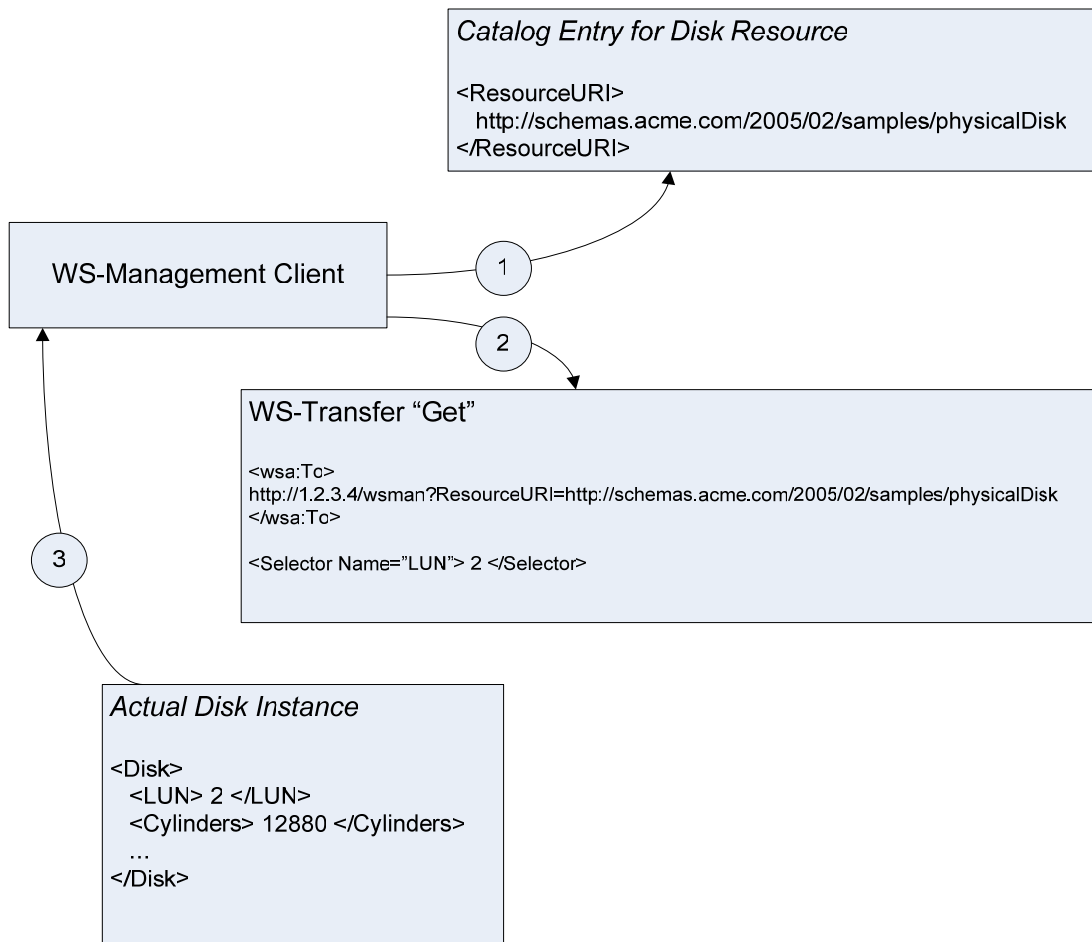 Catalog Entry for Disk Resource
<ResourceURI>
http://schemas.acme.com/2005/02/samples/physicalDisk
</ResourceURI>
WS-Management Client
1
2
WS-Transfer “Get”
<wsa:To>
http://1.2.3.4/wsman?ResourceURI=http://schemas.acme.com/2005/02/samples/physicalDisk
</wsa:To>
<Selector Name=”LUN”> 2 </Selector>
3
Actual Disk Instance
<Disk>
<LUN> 2 </LUN>
<Cylinders> 12880 </Cylinders>
...
</Disk>